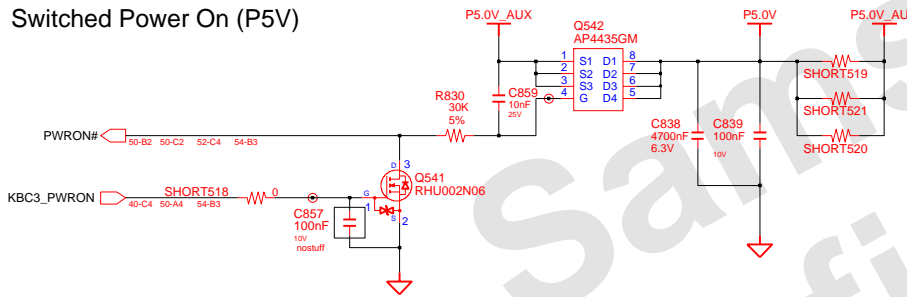 Switched Power On (P5V)
P5.0V_AUX
P5.0V
P5.0V_AU
Q542
AP4435GM
1 S1 D1 8
2 S2 D2 7
3 S3 D3 6
4 G D4 5
R830
30K
5%
C859
10nF
25V
SHORT519
SHORT521
SHORT520
C838
4700nF
6.3V
C839
100nF
10V
PWRON#
50-B2 50-C2 52-C4 54-B3
D 3
Q541
RHU002N06
KBC3_PWRON
SHORT518 0
40-C4 50-A4 54-B3
G
1
S
2
C857
100nF
10V
nostuff
Sams
fi